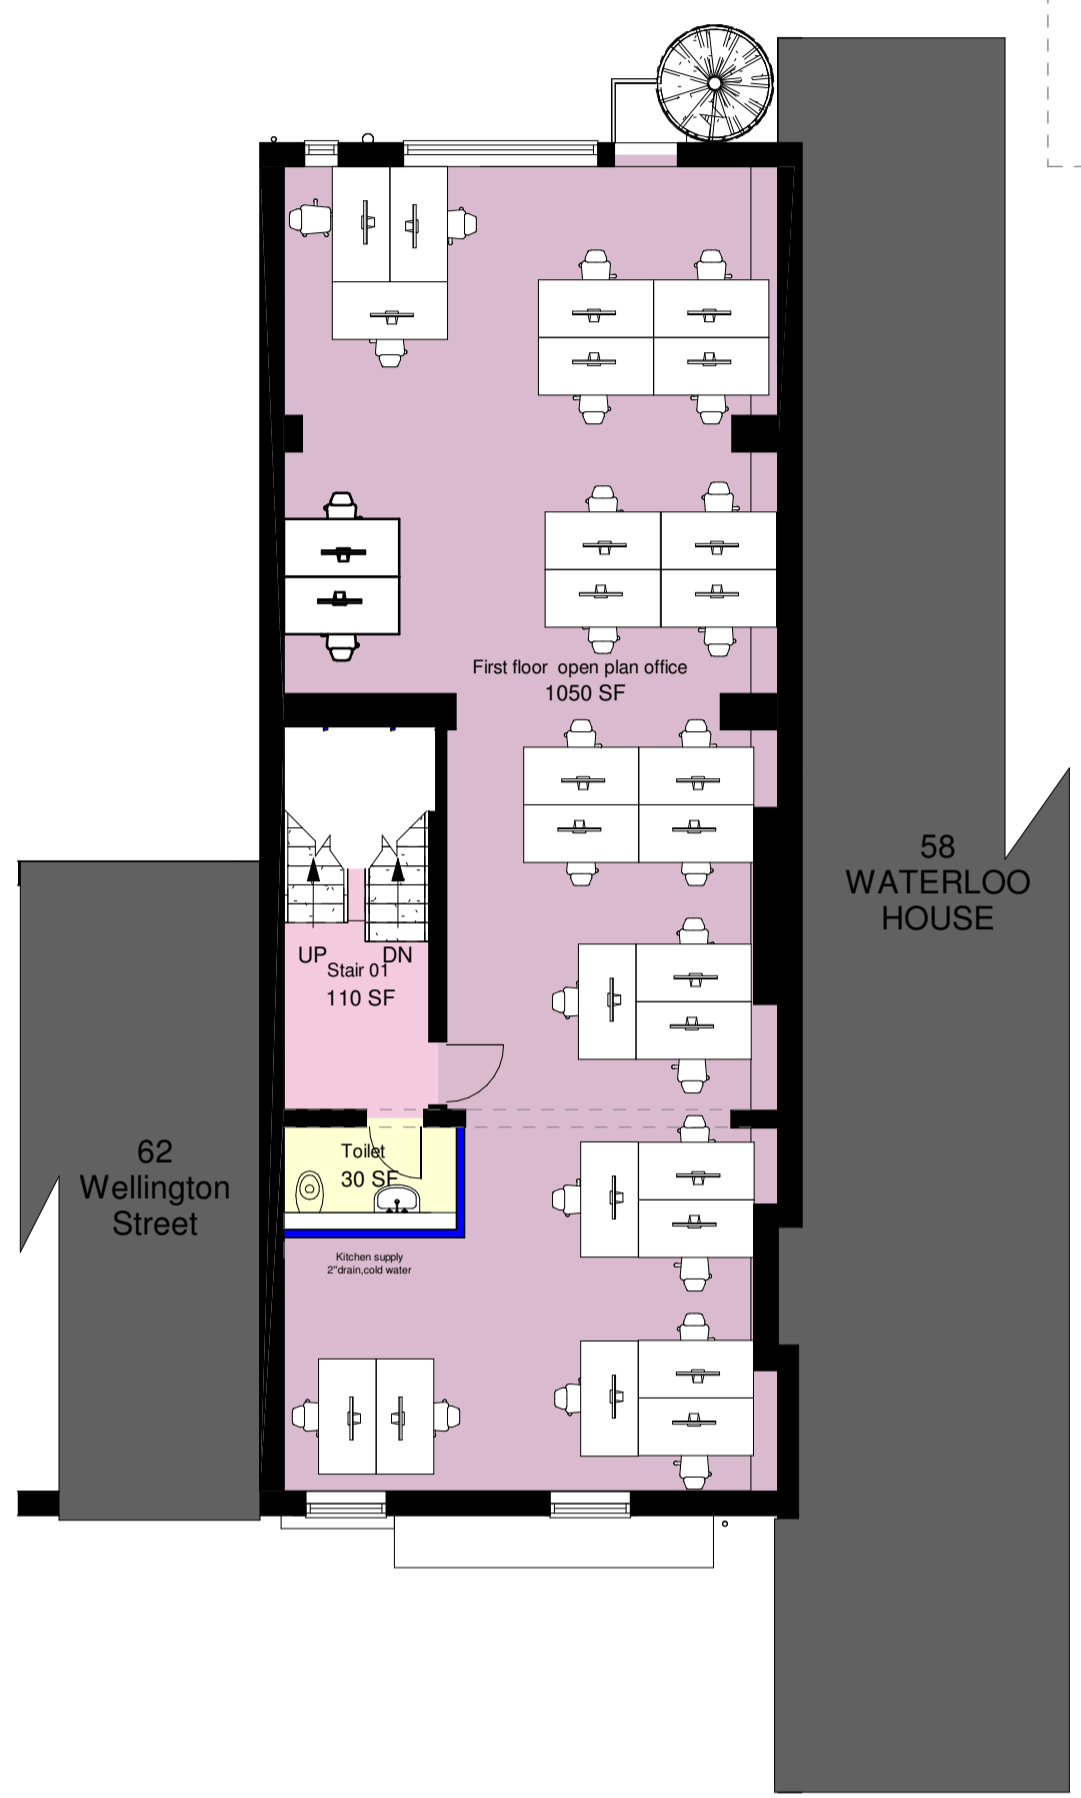 First floor open plan office
1050 SF
58
WATERLOO
HOUSE
UP
DN
Stair 01
110 SF
62
Wellington
Street
Toilet
30 SF
Kitchen supply
2"drain,cold water